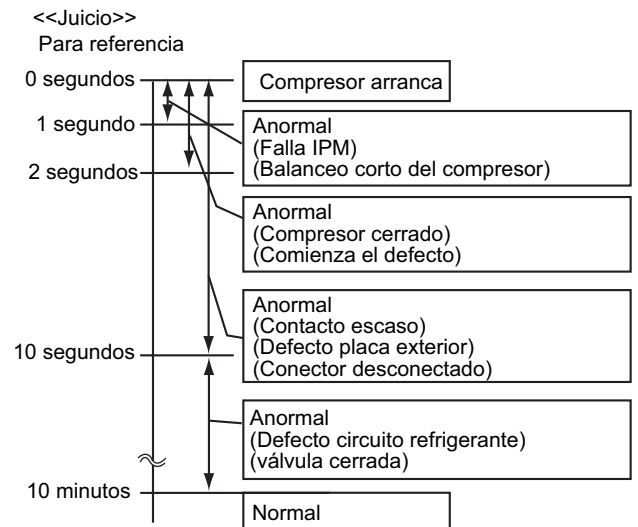 <<Juicio>>
Para referencia
0 segundos
Compresor arranca
1 segundo
Anormal
(Falla IPM)
(Balanceo corto del compresor)
2 segundos
Anormal
(Compresor cerrado)
(Comienza el defecto)
Anormal
(Contacto escaso)
(Defecto placa exterior)
(Conector desconectado)
10 segundos
Anormal
(Defecto circuito refrigerante)
(válvula cerrada)
10 minutos
Normal